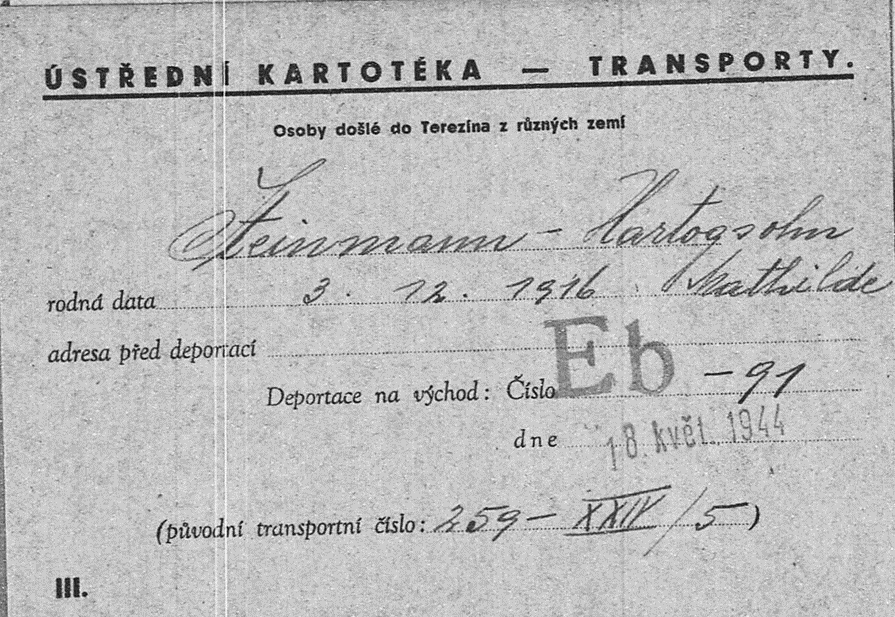 ÚSTŘEDNÍ KARTOTÉKA — TRANSPORTY.
Osoby došlé do Terezína z různých zemí
Steinmann - Hartogsohn
rodná data 3. 12. 1916 Mathilde
adresa před deportací
Deportace na východ: Číslo Eb - 91
dne 18. květ. 1944
(původní transportní číslo: 259 - XXIV/5)
III.